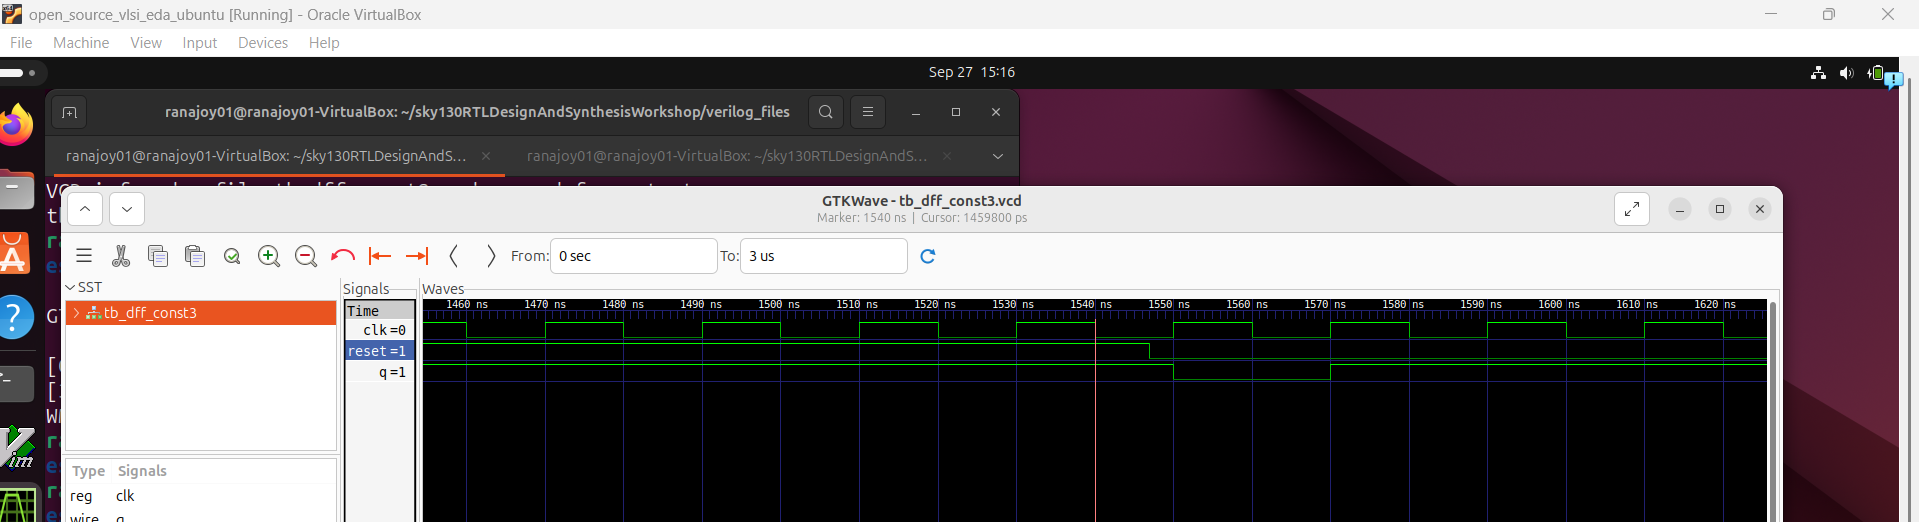 open_source_vlsi_eda_ubuntu [Running] - Oracle VirtualBox
File Machine View Input Devices Help
Sep 27 15:16
ranajoy01@ranajoy01-VirtualBox: ~/sky130RTLDesignAndSynthesisWorkshop/verilog_files
ranajoy01@ranajoy01-VirtualBox: ~/sky130RTLDesignAndS... ranajoy01@ranajoy01-VirtualBox: ~/sky130RTLDesignAndS...
GTKWave - tb_dff_const3.vcd
Marker: 1540 ns | Cursor: 1459800 ps
From: 0 sec To: 3 us
SST Signals Waves
tb_dff_const3
Time 1460 ns 1470 ns 1480 ns 1490 ns 1500 ns 1510 ns 1520 ns 1530 ns 1540 ns 1550 ns 1560 ns 1570 ns 1580 ns 1590 ns 1600 ns 1610 ns 1620 ns
clk =0
reset =1
q =1
Type Signals
reg clk
wire q